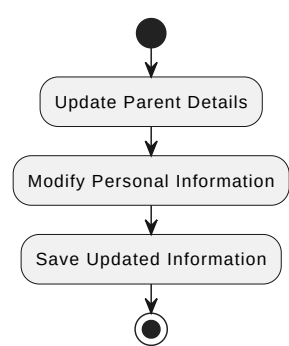 Update Parent Details
Modify Personal Information
Save Updated Information